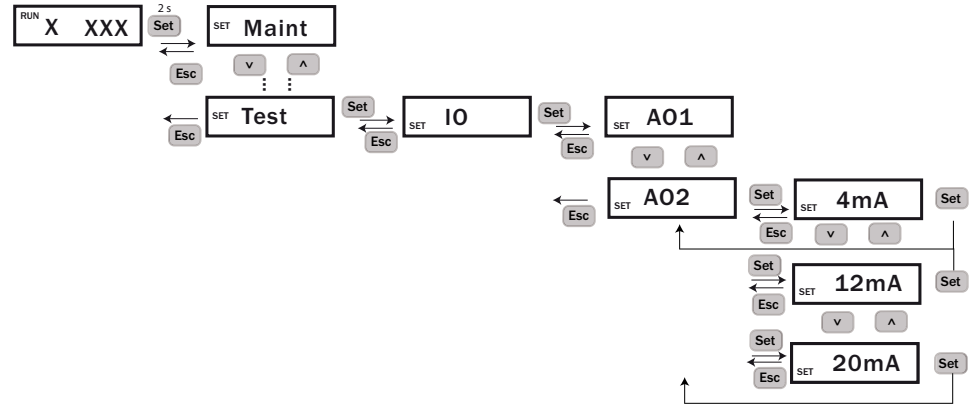 RUN X XXX
2 s
Set
SET Maint
Esc
v ^
SET Test
Esc
Set
Esc
SET IO
Set
Esc
SET AO1
v ^
Esc
SET AO2
Set
Esc
SET 4mA
Set
v ^
Set
Esc
SET 12mA
Set
v ^
Set
Esc
SET 20mA
Set